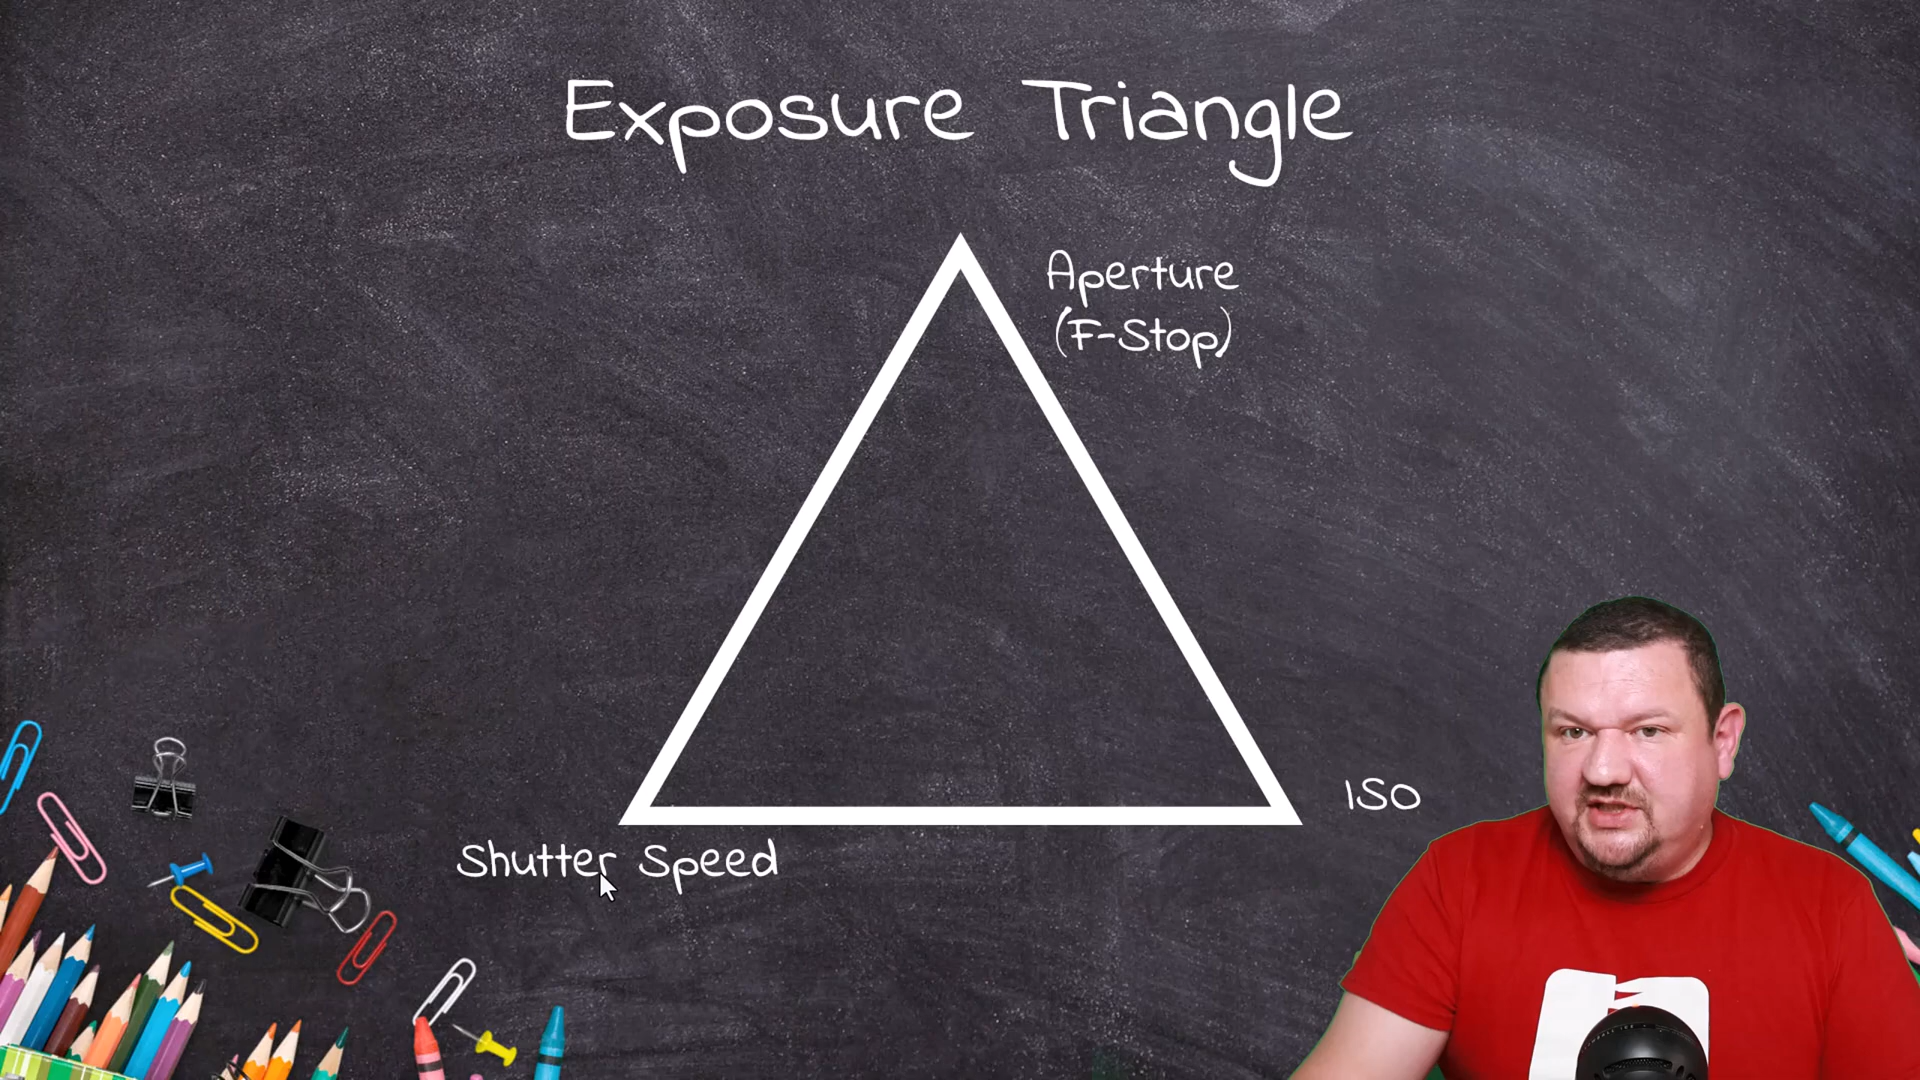 Exposure Triangle
Aperture
(F-Stop)
ISO
Shutter Speed